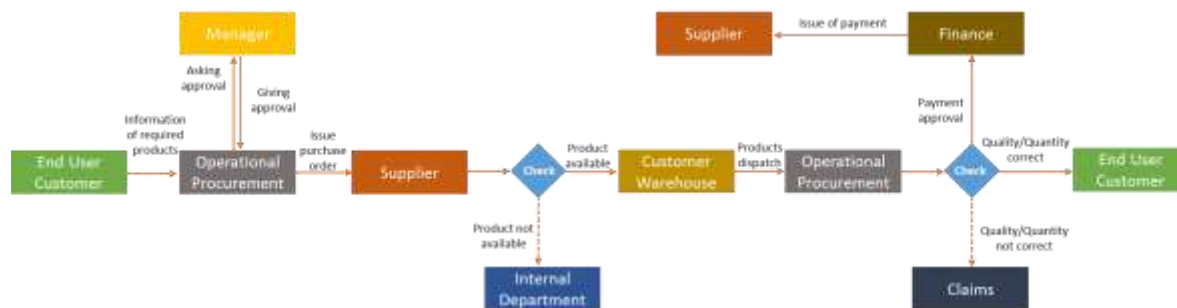 Manager
Supplier
Issue of payment
Finance
Asking
approval
Giving
approval
Payment
approval
Information
of required
products
Issue
purchase
order
Product
available
Products
dispatch
Quality/Quantity
correct
End User
Customer
Operational
Procurement
Supplier
Check
Customer
Warehouse
Operational
Procurement
Check
End User
Customer
Product not
available
Quality/Quantity
not correct
Internal
Department
Claims